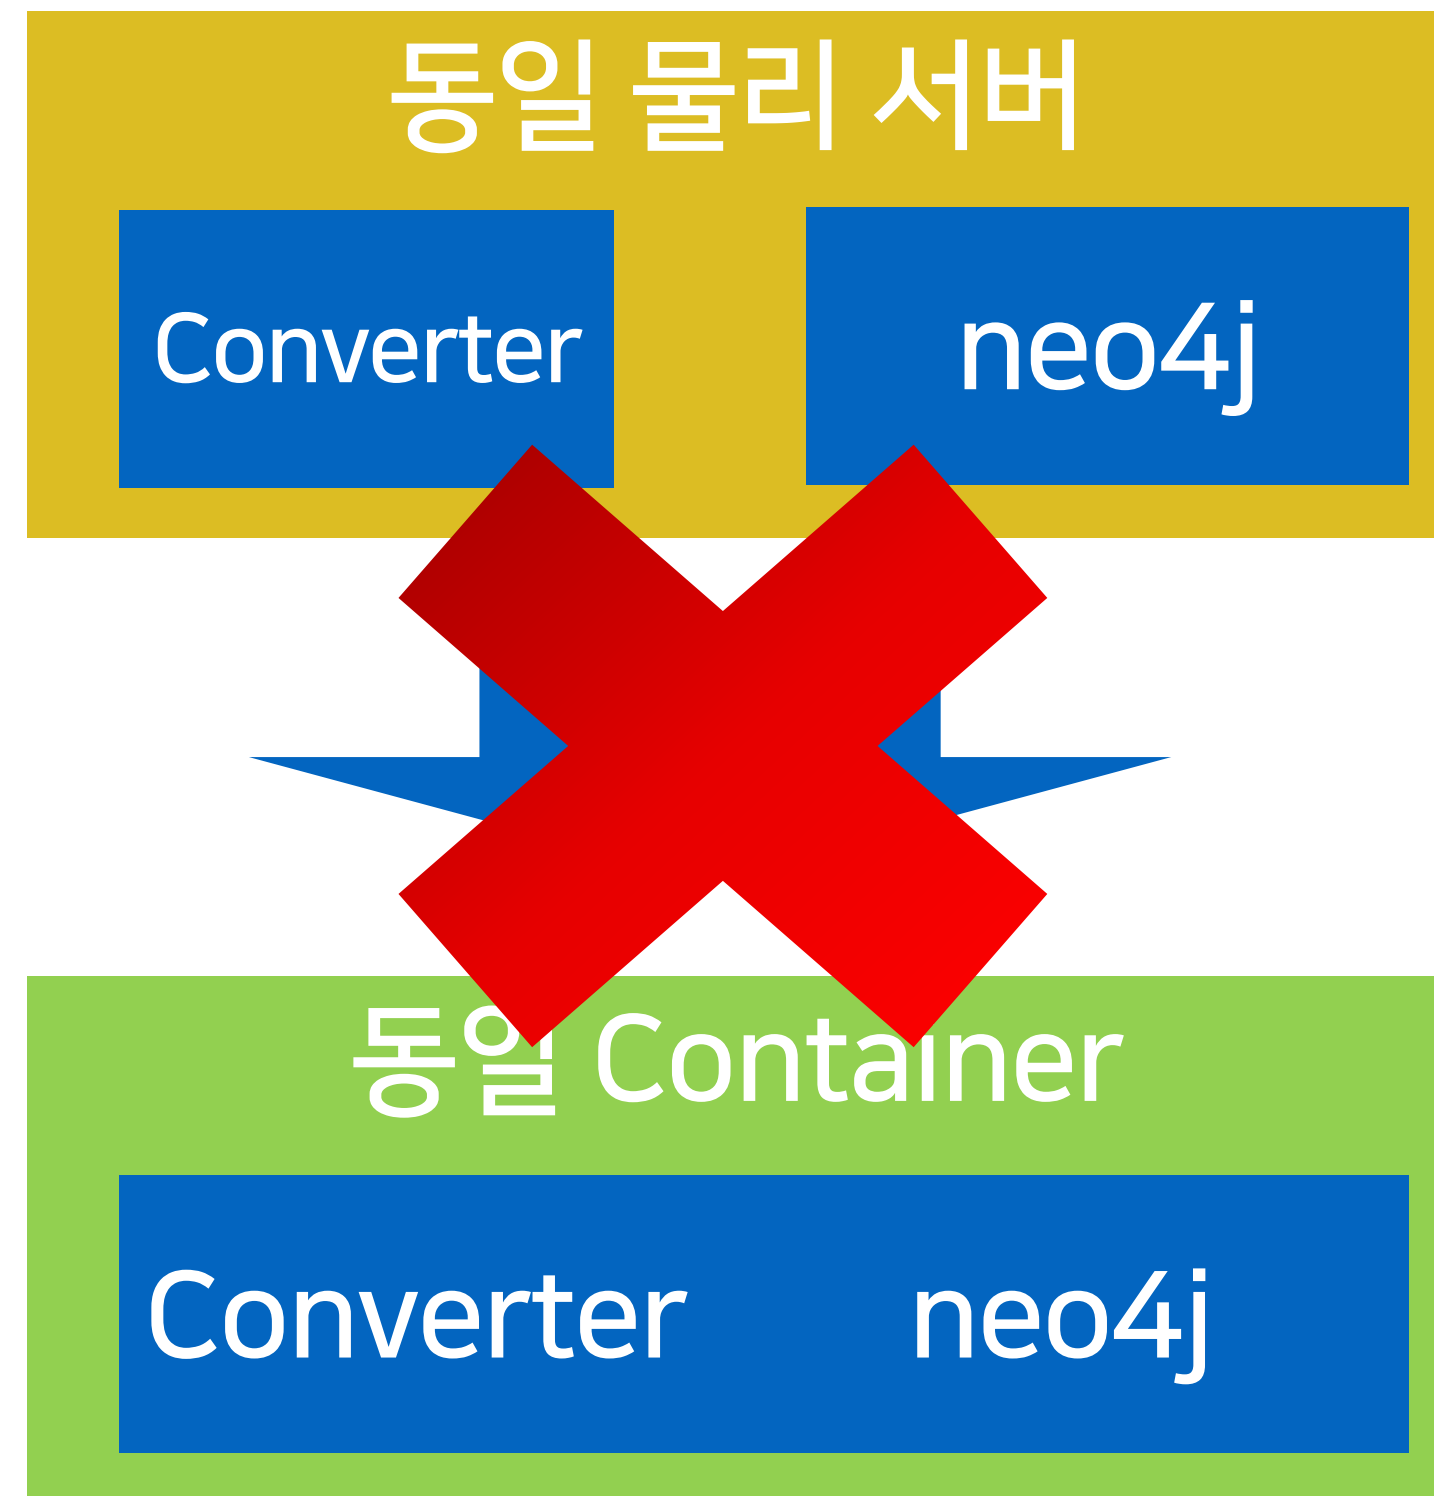 동일 물리 서버
Converter
neo4j
동일 Container
Converter
neo4j